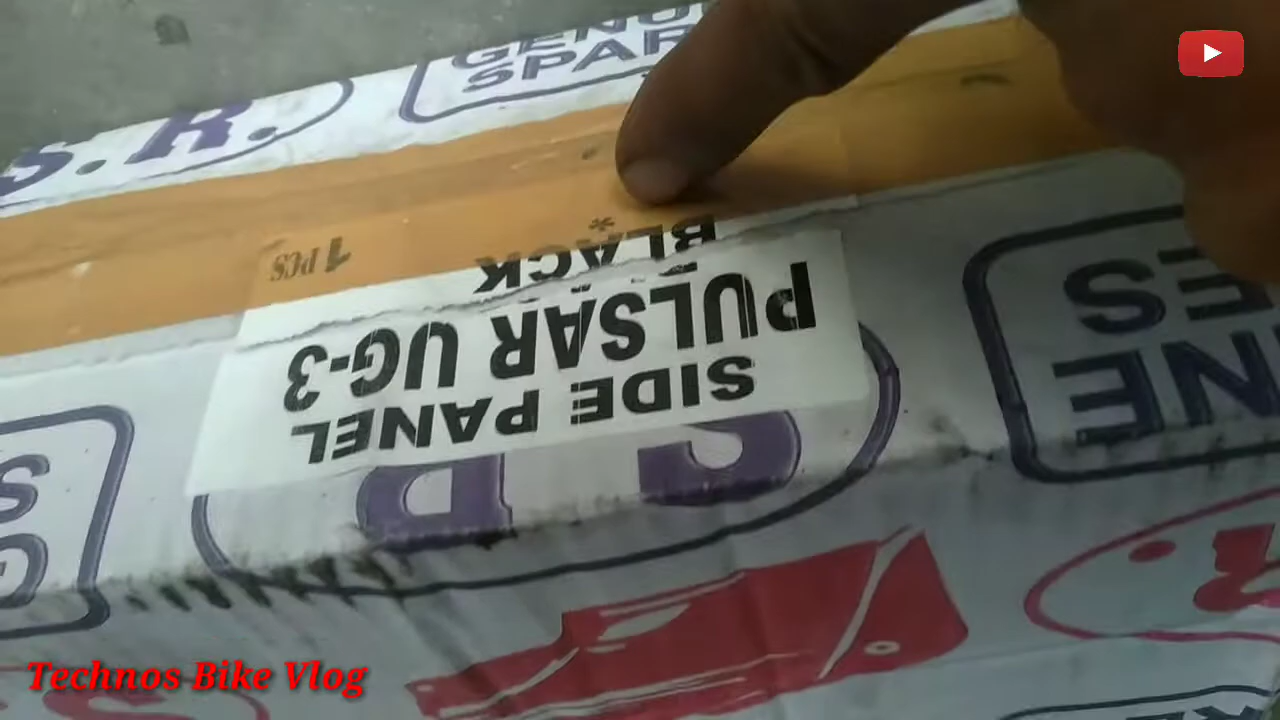 GENU
SPAR
S.R.
SIDE PANEL
PULSAR UG-3
BLACK
*
1 PCS
Technos Bike Vlog